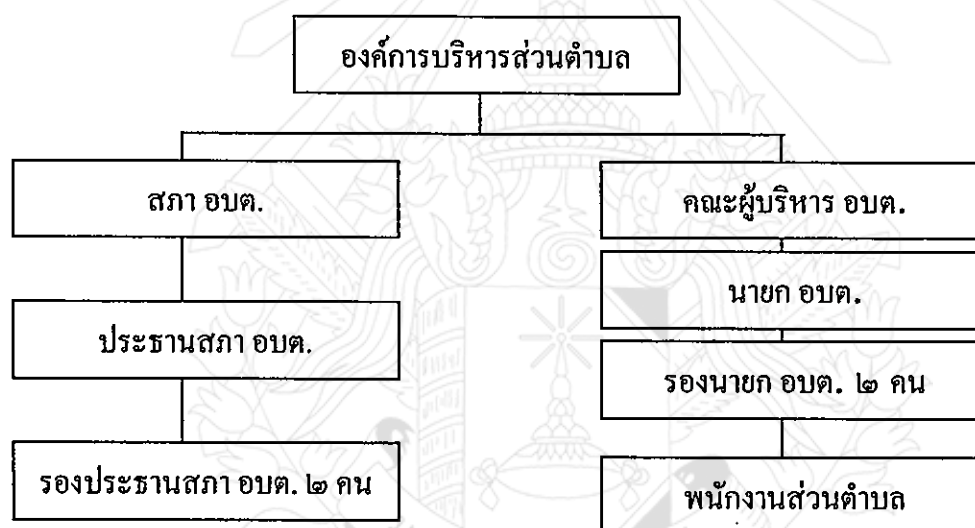 องค์การบริหารส่วนตำบล
สภา อบต.
คณะผู้บริหาร อบต.
นายก อบต.
ประธานสภา อบต.
รองนายก อบต. ๒ คน
รองประธานสภา อบต. ๒ คน
พนักงานส่วนตำบล